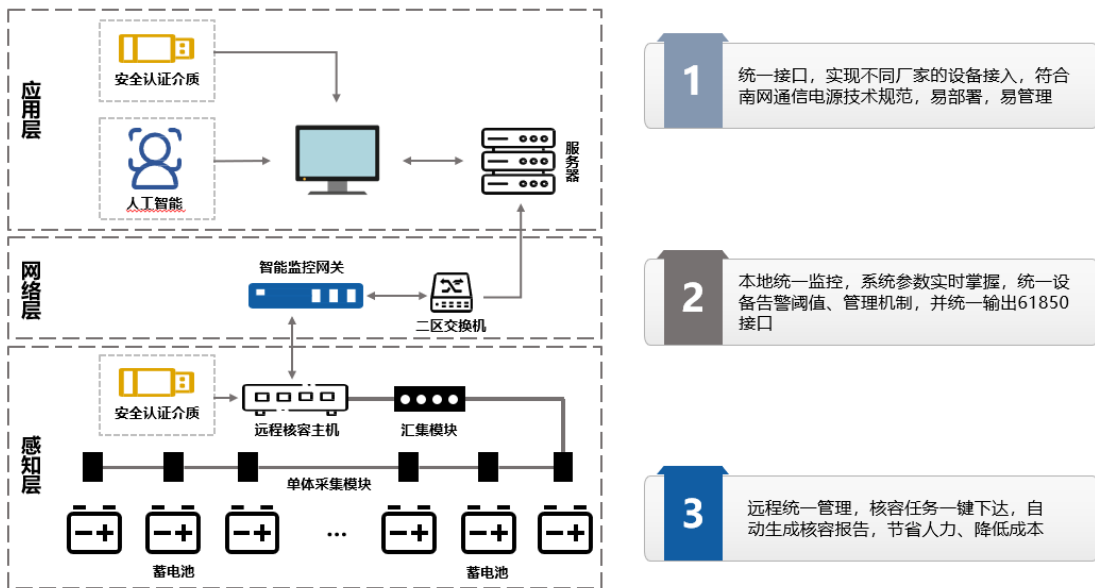 应用层
安全认证介质
人工智能
服务器
网络层
智能监控网关
二区交换机
感知层
安全认证介质
远程核容主机
汇集模块
单体采集模块
...
蓄电池
蓄电池
1
统一接口，实现不同厂家的设备接入，符合
南网通信电源技术规范，易部署，易管理
2
本地统一监控，系统参数实时掌握，统一设
备告警阈值、管理机制，并统一输出61850
接口
3
远程统一管理，核容任务一键下达，自
动生成核容报告，节省人力、降低成本